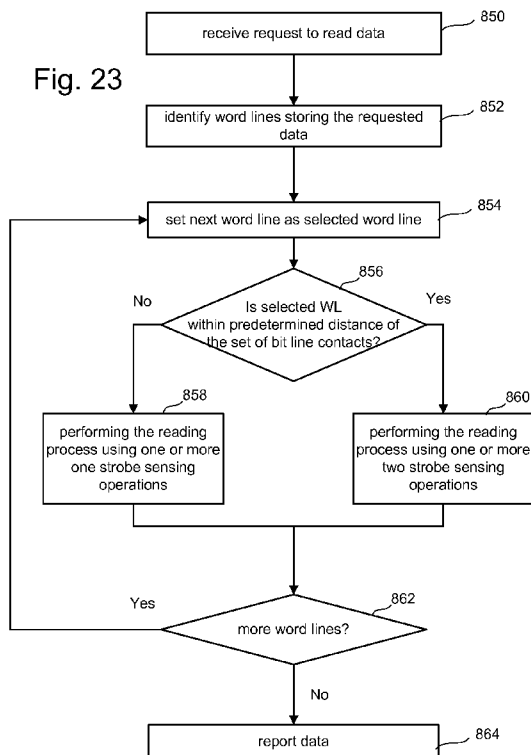 850
receive request to read data
Fig. 23
852
identify word lines storing the requested
data
854
set next word line as selected word line
856
No
Yes
Is selected WL
within predetermined distance of
the set of bit line contacts?
858
860
performing the reading
process using one or more
one strobe sensing
operations
performing the reading
process using one or more
two strobe sensing
operations
Yes
862
more word lines?
No
report data
864